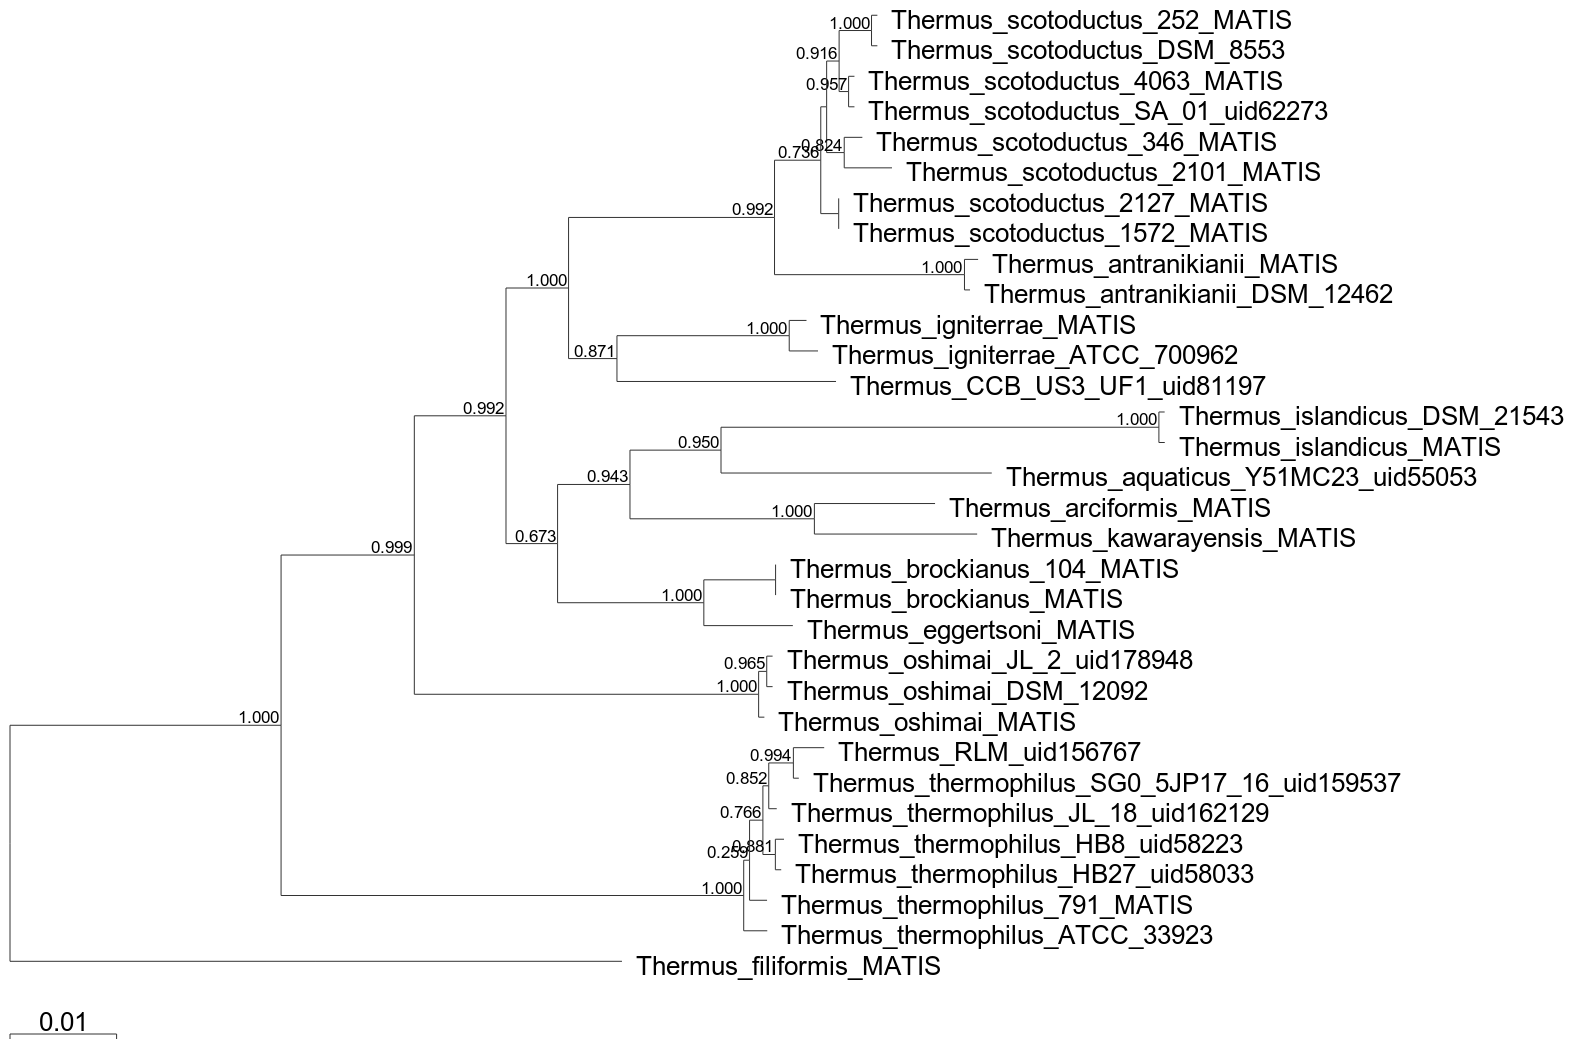 1.000
Thermus_scotoductus_252_MATIS
Thermus_scotoductus_DSM_8553
0.916
0.957
Thermus_scotoductus_4063_MATIS
Thermus_scotoductus_SA_01_uid62273
0.824
0.736
Thermus_scotoductus_346_MATIS
Thermus_scotoductus_2101_MATIS
Thermus_scotoductus_2127_MATIS
0.992
Thermus_scotoductus_1572_MATIS
1.000
Thermus_antranikianii_MATIS
1.000
Thermus_antranikianii_DSM_12462
1.000
Thermus_igniterrae_MATIS
0.871
Thermus_igniterrae_ATCC_700962
Thermus_CCB_US3_UF1_uid81197
0.992
1.000
Thermus_islandicus_DSM_21543
0.950
Thermus_islandicus_MATIS
0.943
Thermus_aquaticus_Y51MC23_uid55053
1.000
Thermus_arciformis_MATIS
0.673
Thermus_kawarayensis_MATIS
0.999
Thermus_brockianus_104_MATIS
1.000
Thermus_brockianus_MATIS
Thermus_eggertsoni_MATIS
0.965
Thermus_oshimai_JL_2_uid178948
1.000
Thermus_oshimai_DSM_12092
1.000
Thermus_oshimai_MATIS
0.994
Thermus_RLM_uid156767
0.852
Thermus_thermophilus_SG0_5JP17_16_uid159537
0.766
Thermus_thermophilus_JL_18_uid162129
0.881
0.259
Thermus_thermophilus_HB8_uid58223
Thermus_thermophilus_HB27_uid58033
1.000
Thermus_thermophilus_791_MATIS
Thermus_thermophilus_ATCC_33923
Thermus_filiformis_MATIS
0.01